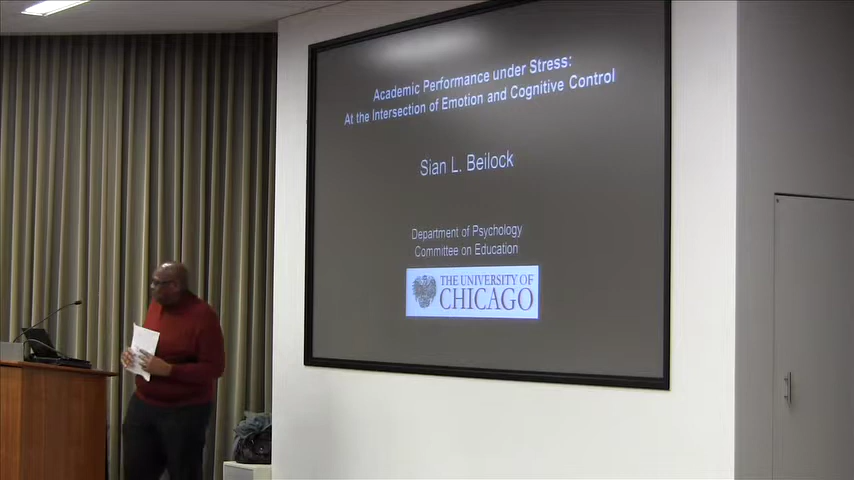 Academic Performance under Stress:
At the Intersection of Emotion and Cognitive Control
Sian L. Beilock
Department of Psychology
Committee on Education
THE UNIVERSITY OF
CHICAGO